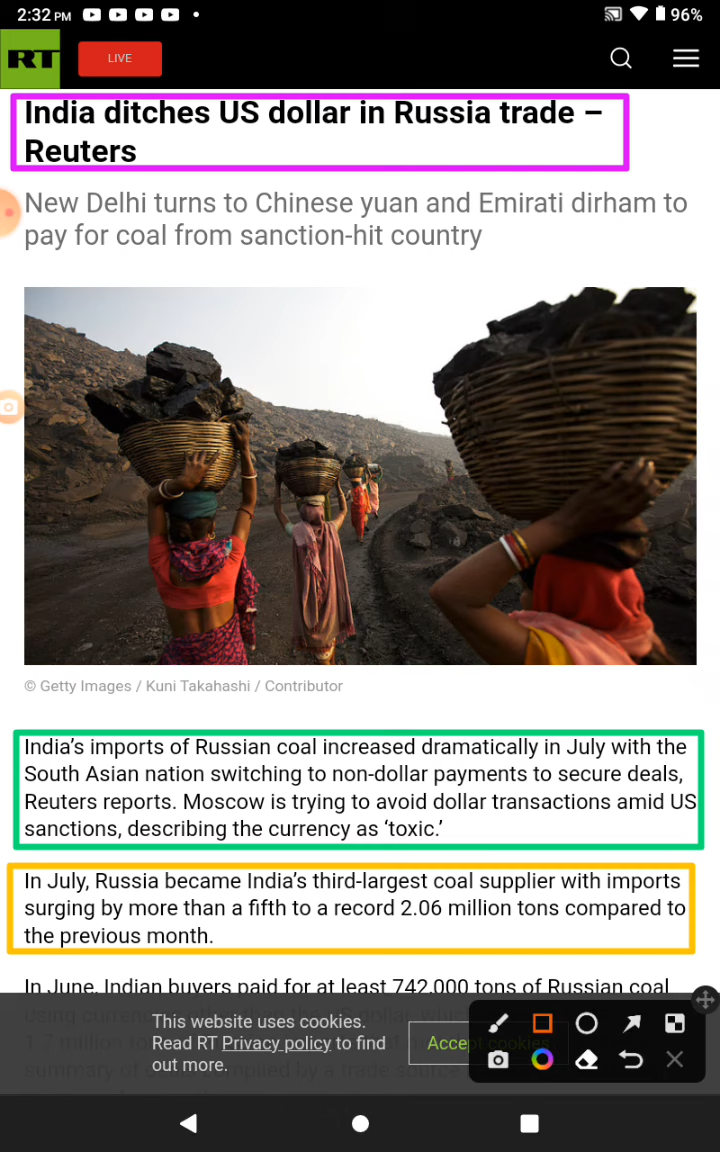 2:32 PM
96%
RT
LIVE
India ditches US dollar in Russia trade –
Reuters
New Delhi turns to Chinese yuan and Emirati dirham to
pay for coal from sanction-hit country
© Getty Images / Kuni Takahashi / Contributor
India's imports of Russian coal increased dramatically in July with the
South Asian nation switching to non-dollar payments to secure deals,
Reuters reports. Moscow is trying to avoid dollar transactions amid US
sanctions, describing the currency as ‘toxic.’
In July, Russia became India’s third-largest coal supplier with imports
surging by more than a fifth to a record 2.06 million tons compared to
the previous month.
In June, Indian buyers paid for at least 742,000 tons of Russian coal
This website uses cookies.
Read RT Privacy policy to find
out more.
Accept cookies